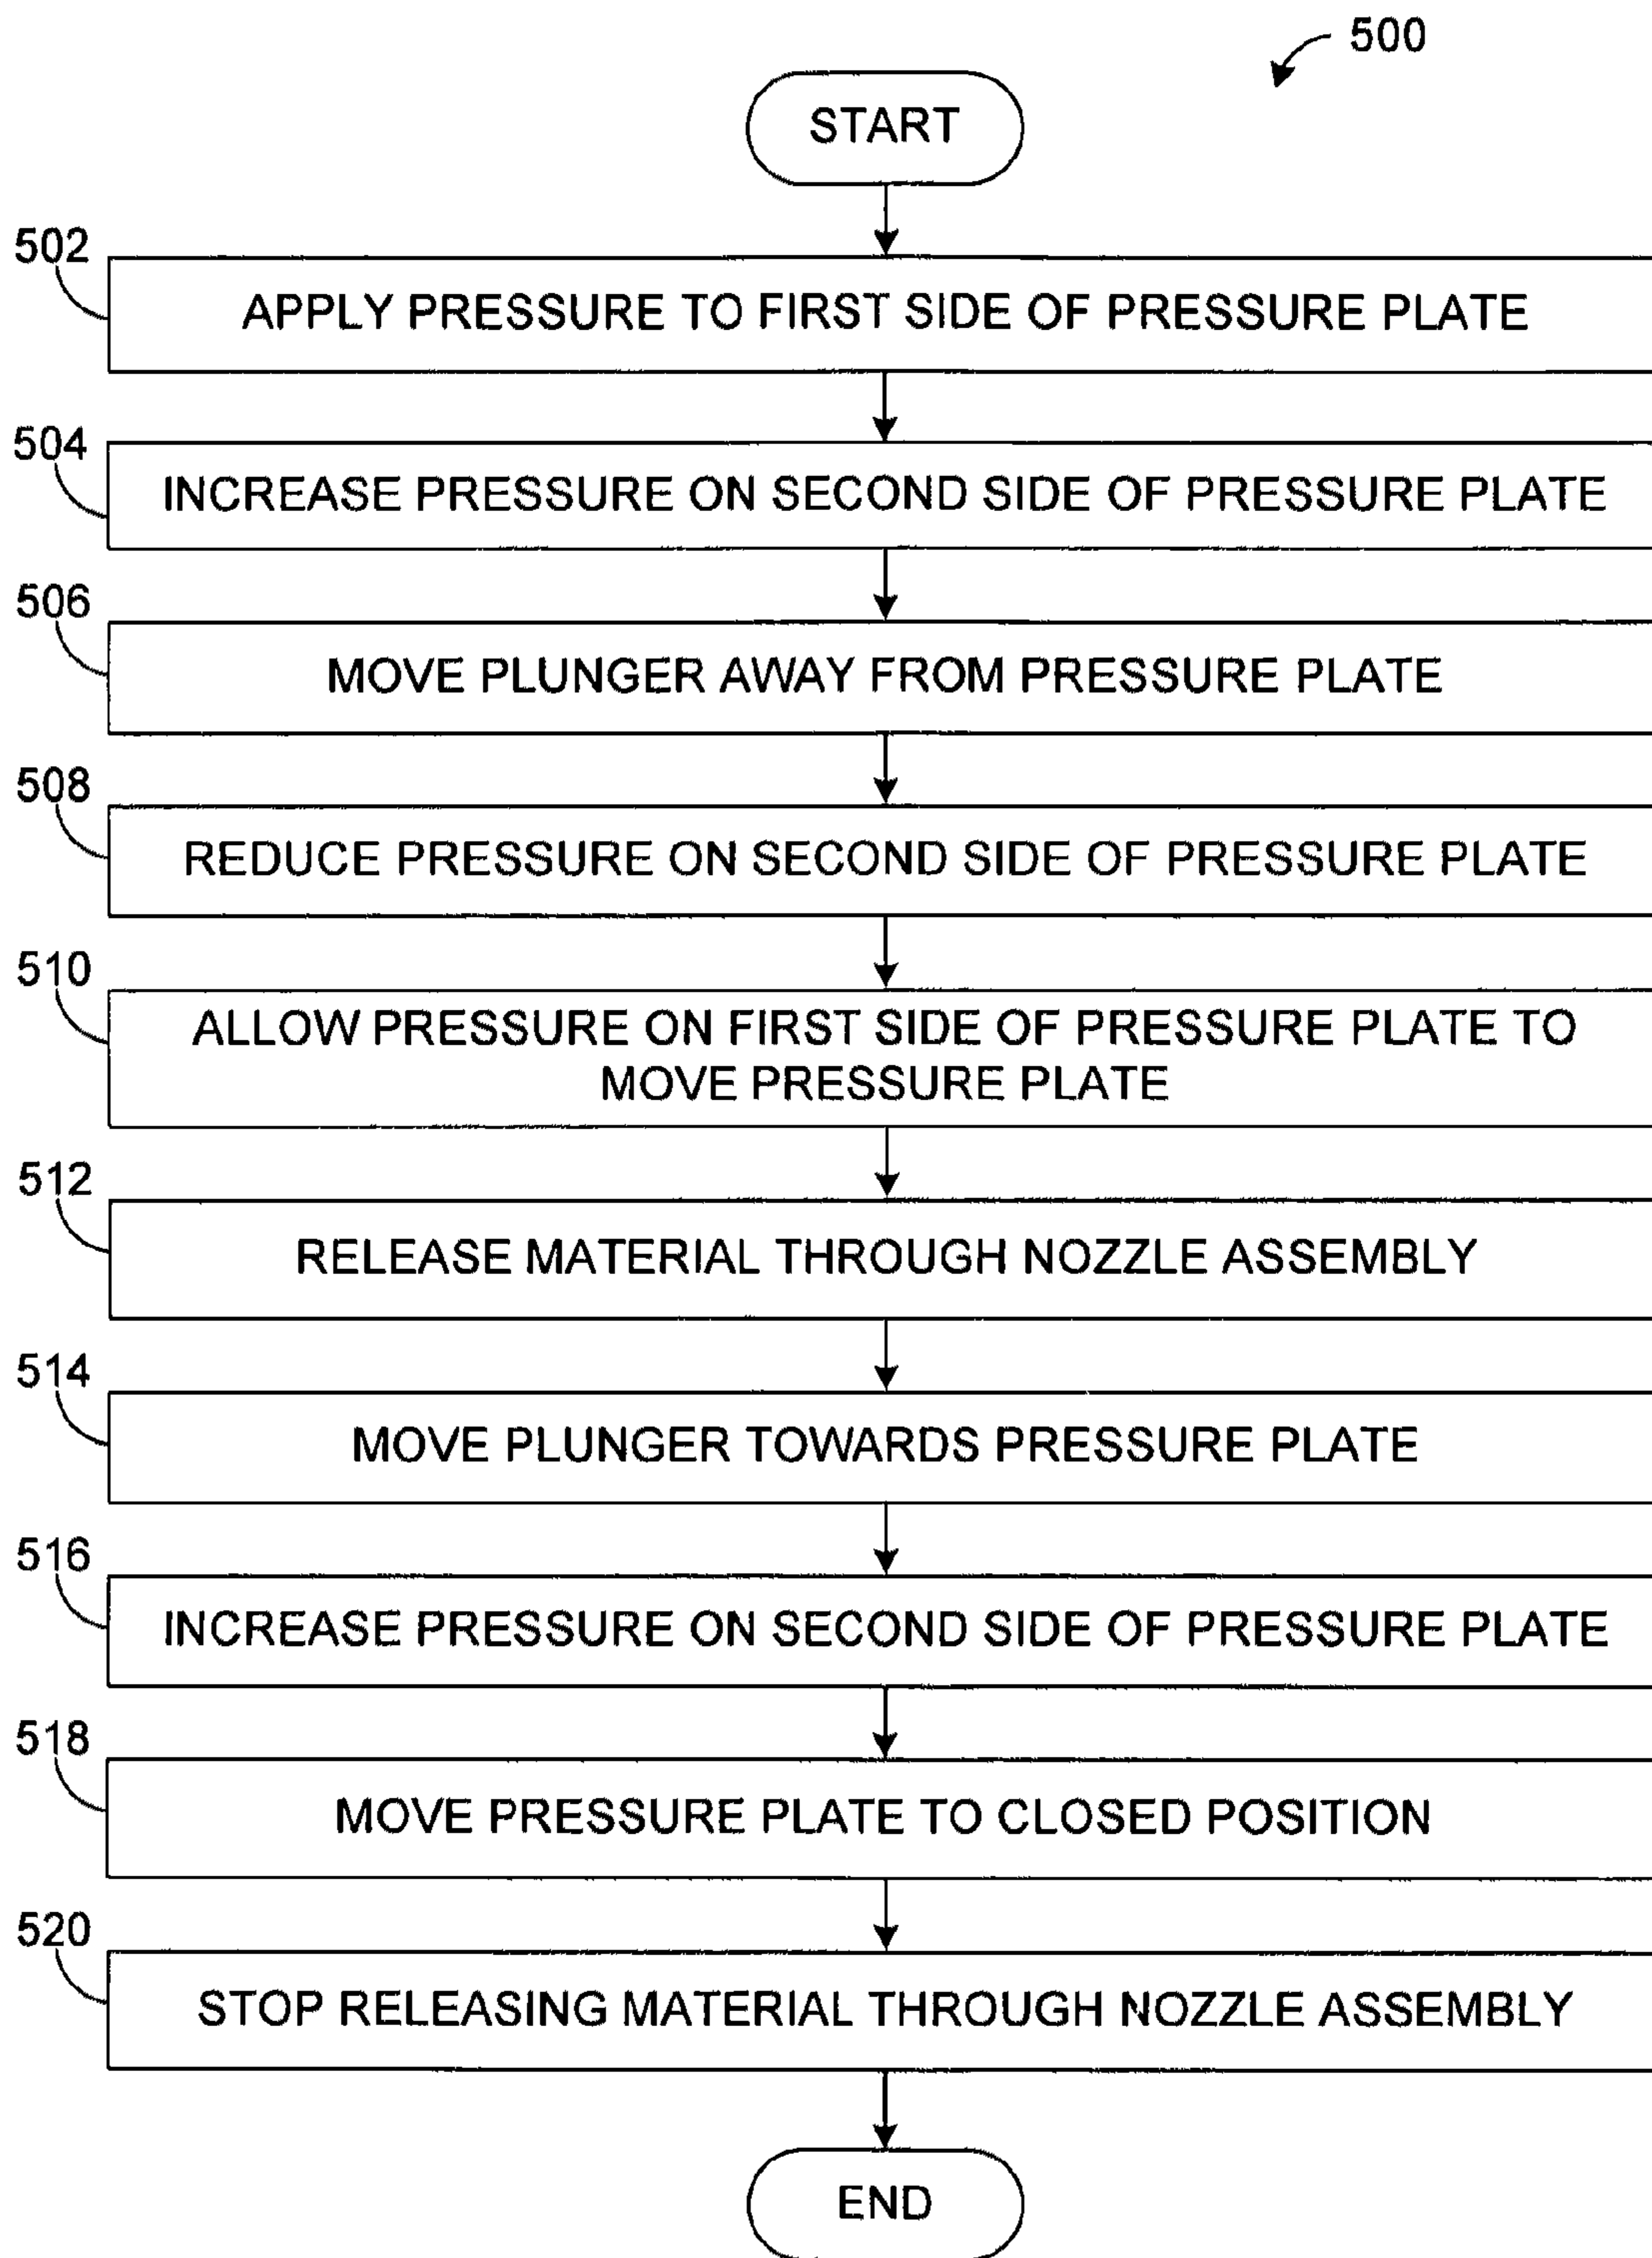 500
START
502
APPLY PRESSURE TO FIRST SIDE OF PRESSURE PLATE
504
INCREASE PRESSURE ON SECOND SIDE OF PRESSURE PLATE
506
MOVE PLUNGER AWAY FROM PRESSURE PLATE
508
REDUCE PRESSURE ON SECOND SIDE OF PRESSURE PLATE
510
ALLOW PRESSURE ON FIRST SIDE OF PRESSURE PLATE TO
MOVE PRESSURE PLATE
512
RELEASE MATERIAL THROUGH NOZZLE ASSEMBLY
514
MOVE PLUNGER TOWARDS PRESSURE PLATE
516
INCREASE PRESSURE ON SECOND SIDE OF PRESSURE PLATE
518
MOVE PRESSURE PLATE TO CLOSED POSITION
520
STOP RELEASING MATERIAL THROUGH NOZZLE ASSEMBLY
END